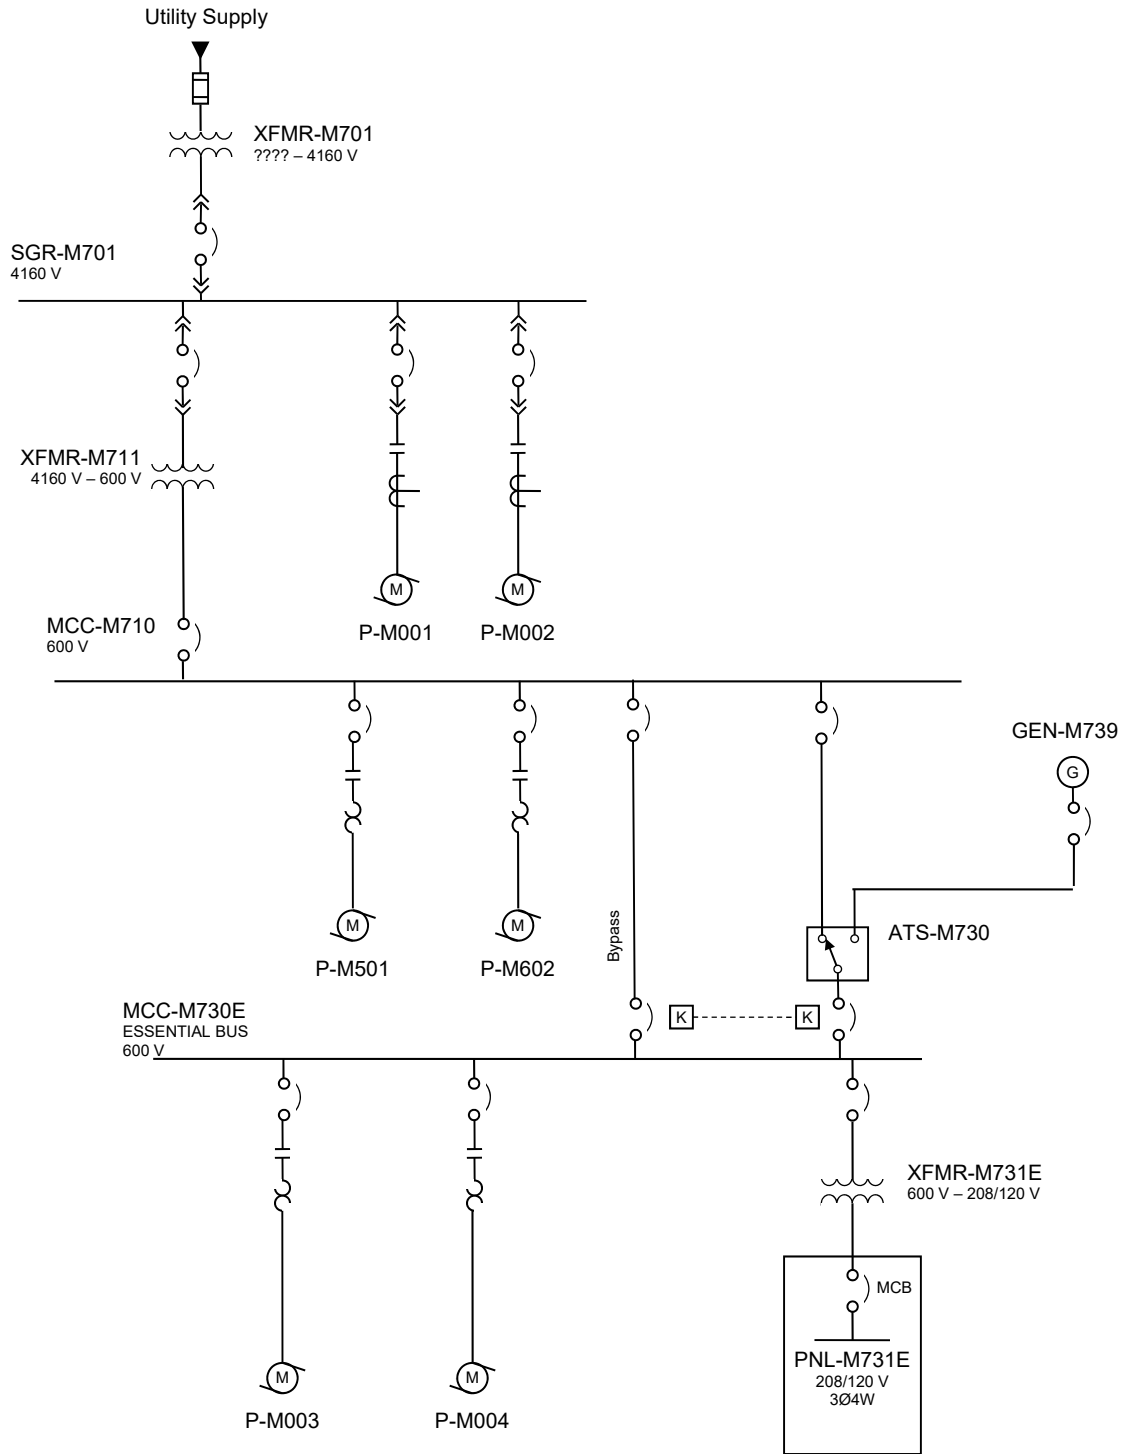 Utility Supply
XFMR-M701
???? – 4160 V
SGR-M701
4160 V
XFMR-M711
4160 V – 600 V
M
M
P-M001
P-M002
MCC-M710
600 V
GEN-M739
G
M
M
P-M501
P-M602
Bypass
ATS-M730
MCC-M730E
ESSENTIAL BUS
600 V
K
K
XFMR-M731E
600 V – 208/120 V
MCB
PNL-M731E
208/120 V
3Ø4W
M
M
P-M003
P-M004